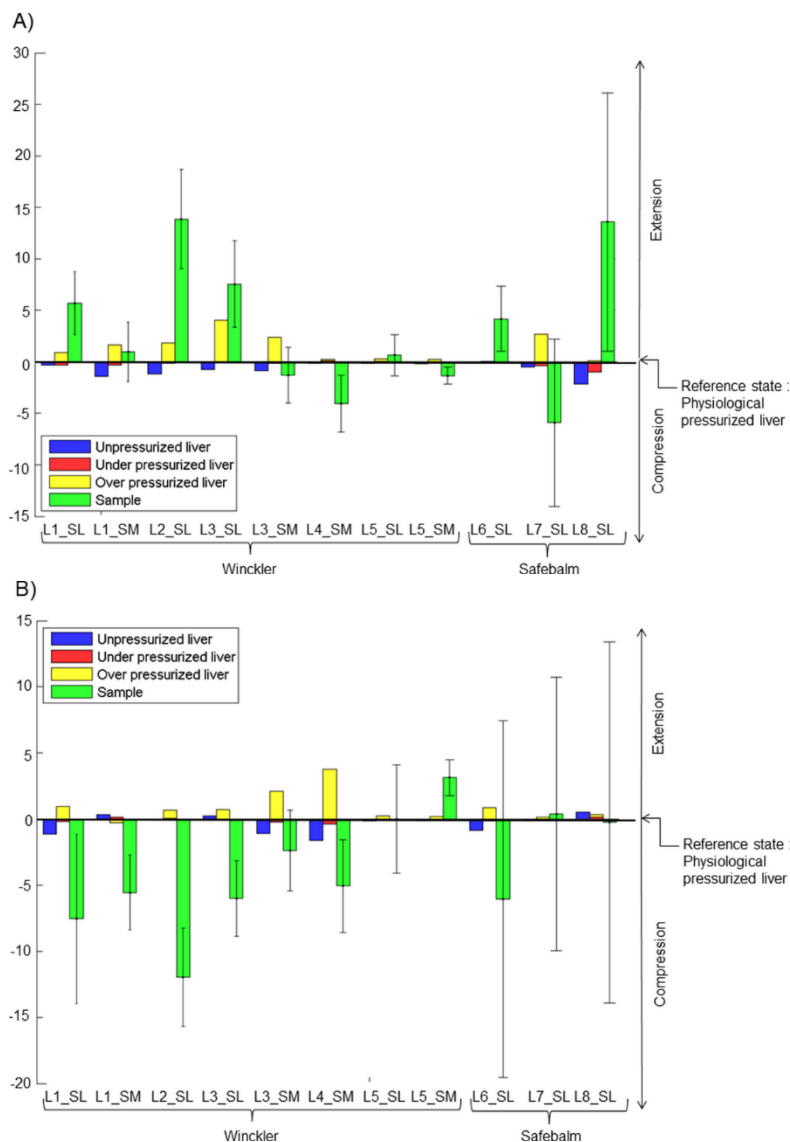 A)
30
25
20
15
10
5
0
-5
-10
-15
Extension
Compression
Reference state :
Physiological
pressurized liver
Unpressurized liver
Under pressurized liver
Over pressurized liver
Sample
L1_SL L1_SM L2_SL L3_SL L3_SM L4_SM L5_SL L5_SM L6_SL L7_SL L8_SL
Winckler Safebalm
B)
15
10
5
0
-5
-10
-15
-20
Unpressurized liver
Under pressurized liver
Over pressurized liver
Sample
Extension
Compression
Reference state :
Physiological
pressurized liver
L1_SL L1_SM L2_SL L3_SL L3_SM L4_SM L5_SL L5_SM L6_SL L7_SL L8_SL
Winckler Safebalm